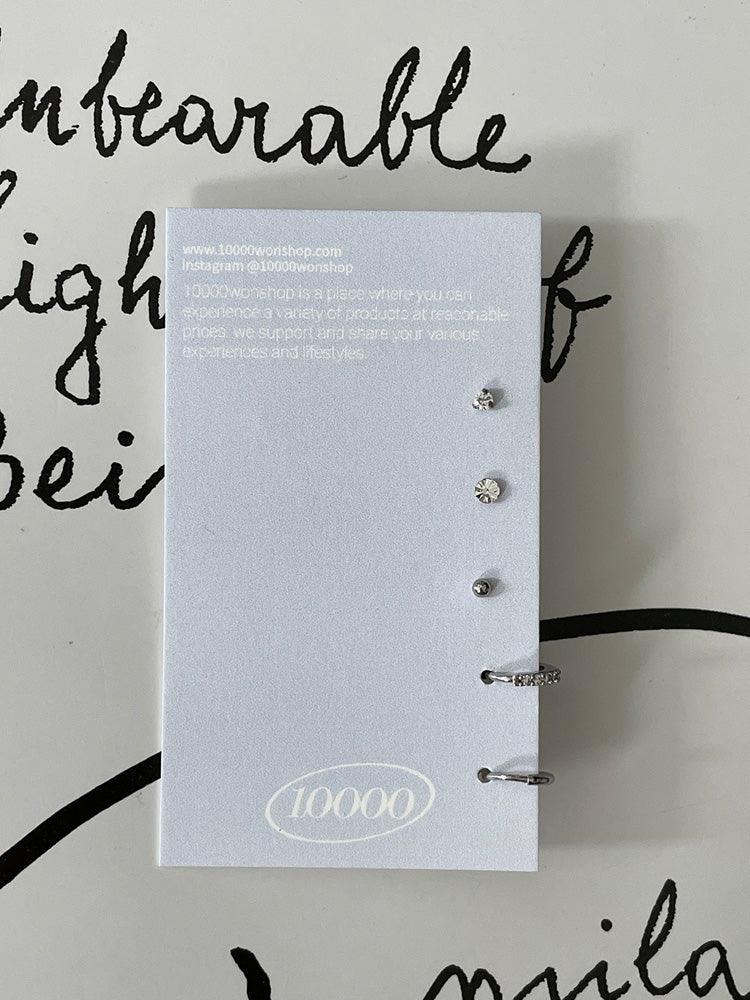 unbearable
www.10000wonshop.com
Instagram @10000wonshop
10000wonshop is a place where you can
experience a variety of products at reasonable
prices. we support and share your various
experiences and lifestyles.
10000